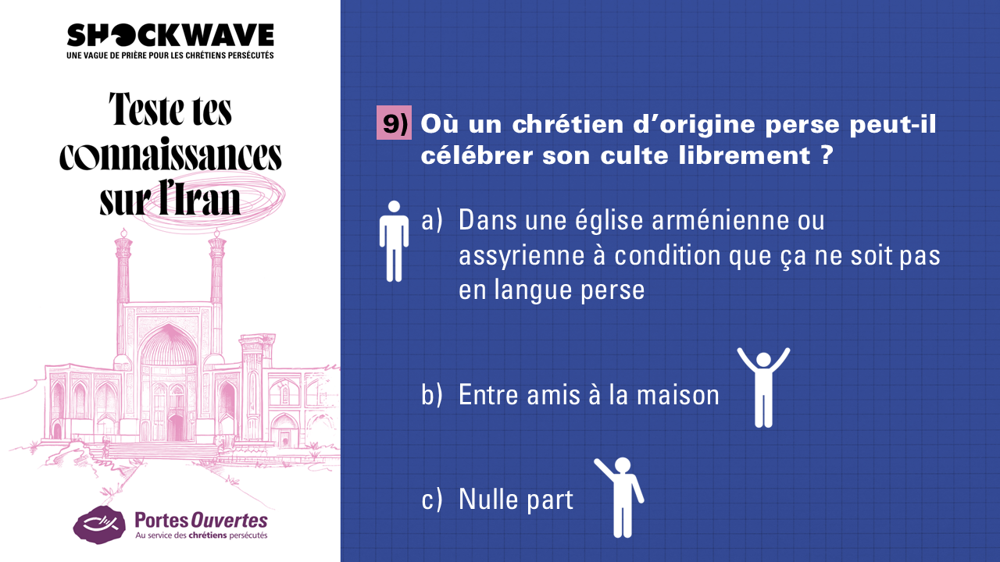 SHOCKWAVE
UNE VAGUE DE PRIÈRE POUR LES CHRÉTIENS PERSÉCUTÉS
Teste tes
connaissances
sur l'Iran
Portes Ouvertes
Au service des chrétiens persécutés
9) Où un chrétien d’origine perse peut-il
célébrer son culte librement ?
a) Dans une église arménienne ou
assyrienne à condition que ça ne soit pas
en langue perse
b) Entre amis à la maison
c) Nulle part